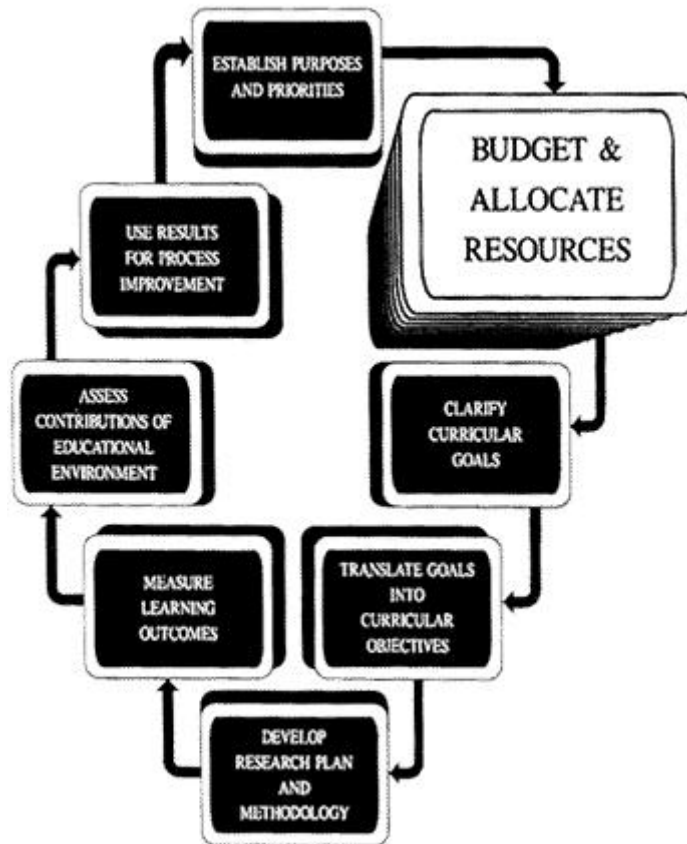 ESTABLISH PURPOSES
AND PRIORITIES
BUDGET &
ALLOCATE
RESOURCES
CLARIFY
CURRICULAR
GOALS
TRANSLATE GOALS
INTO
CURRICULAR
OBJECTIVES
DEVELOP
RESEARCH PLAN
AND
METHODOLOGY
MEASURE
LEARNING
OUTCOMES
ASSESS
CONTRIBUTIONS OF
EDUCATIONAL
ENVIRONMENT
USE RESULTS
FOR PROCESS
IMPROVEMENT